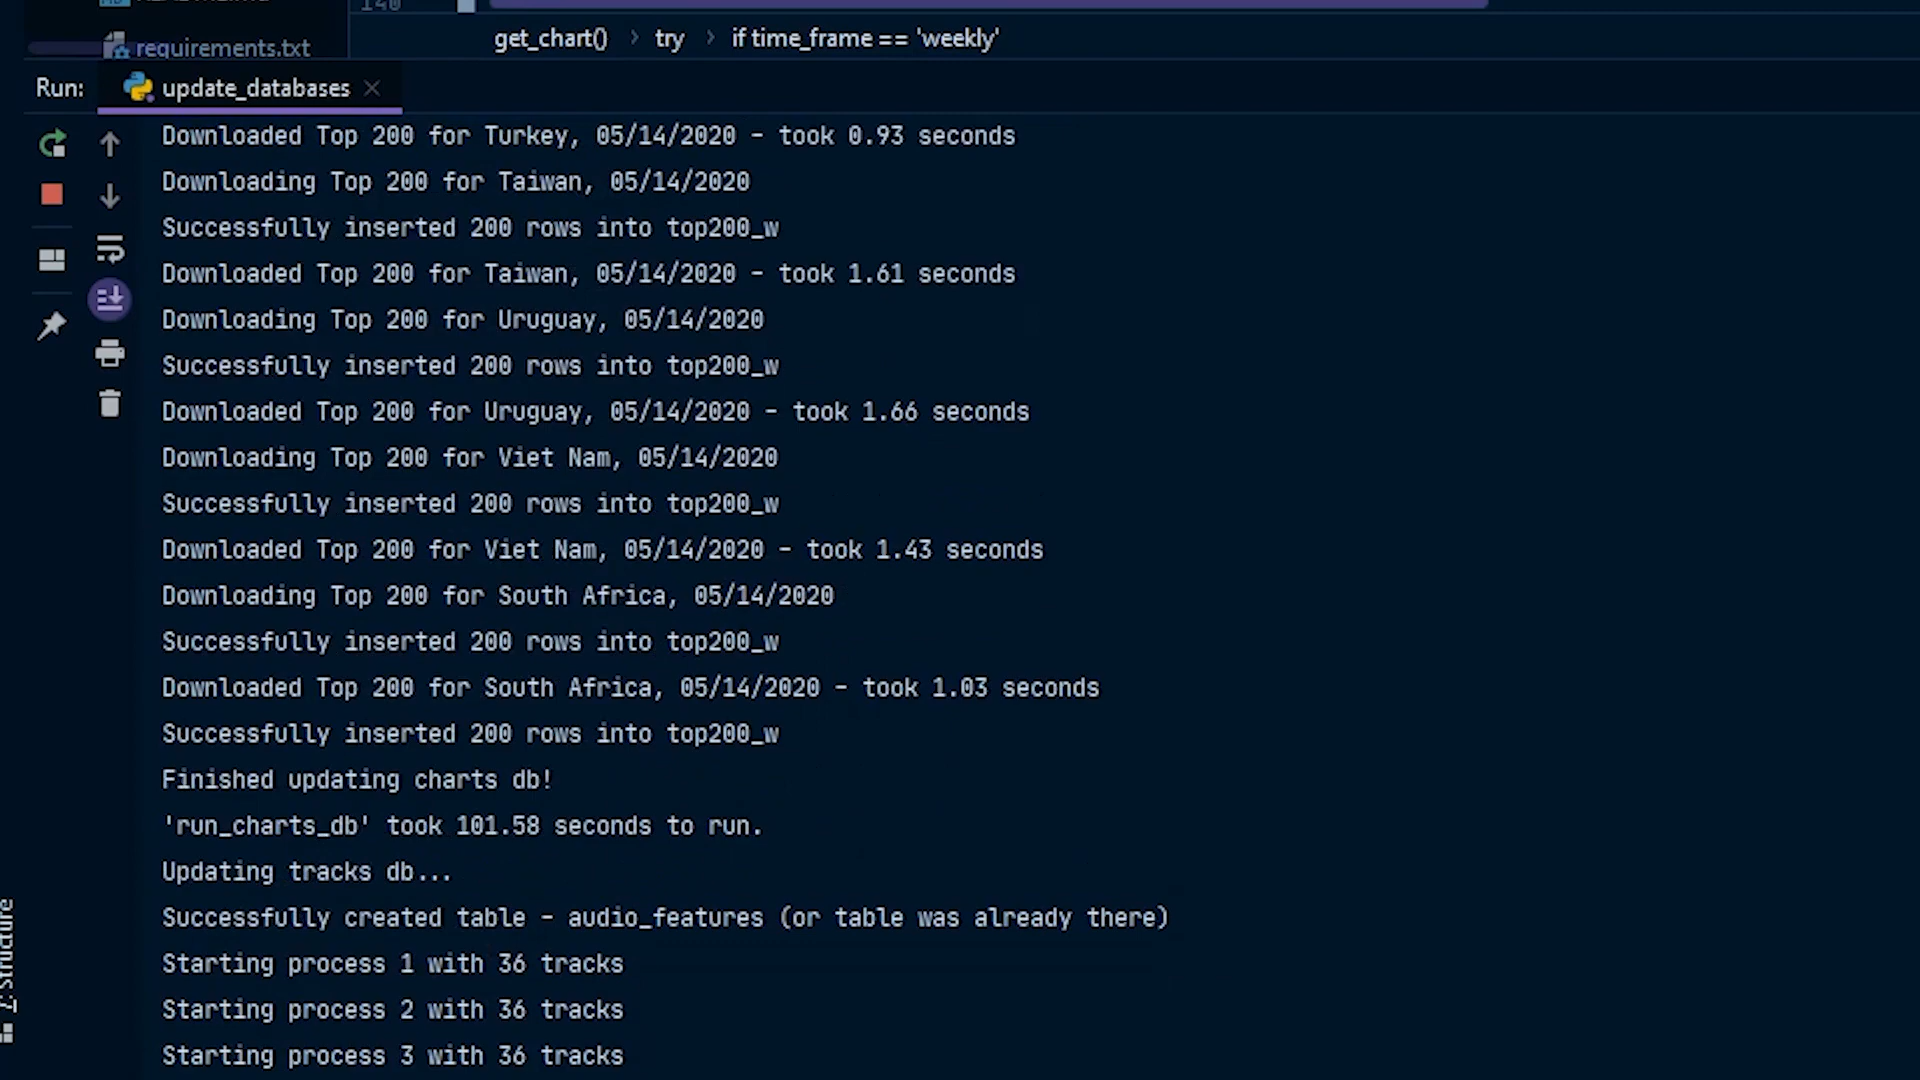 140
requirements.txt
get_chart() › try › if time_frame == 'weekly'
Run: update_databases ×
Downloaded Top 200 for Turkey, 05/14/2020 - took 0.93 seconds
Downloading Top 200 for Taiwan, 05/14/2020
Successfully inserted 200 rows into top200_w
Downloaded Top 200 for Taiwan, 05/14/2020 - took 1.61 seconds
Downloading Top 200 for Uruguay, 05/14/2020
Successfully inserted 200 rows into top200_w
Downloaded Top 200 for Uruguay, 05/14/2020 - took 1.66 seconds
Downloading Top 200 for Viet Nam, 05/14/2020
Successfully inserted 200 rows into top200_w
Downloaded Top 200 for Viet Nam, 05/14/2020 - took 1.43 seconds
Downloading Top 200 for South Africa, 05/14/2020
Successfully inserted 200 rows into top200_w
Downloaded Top 200 for South Africa, 05/14/2020 - took 1.03 seconds
Successfully inserted 200 rows into top200_w
Finished updating charts db!
'run_charts_db' took 101.58 seconds to run.
Updating tracks db...
Successfully created table - audio_features (or table was already there)
Starting process 1 with 36 tracks
Starting process 2 with 36 tracks
Starting process 3 with 36 tracks
7: Structure